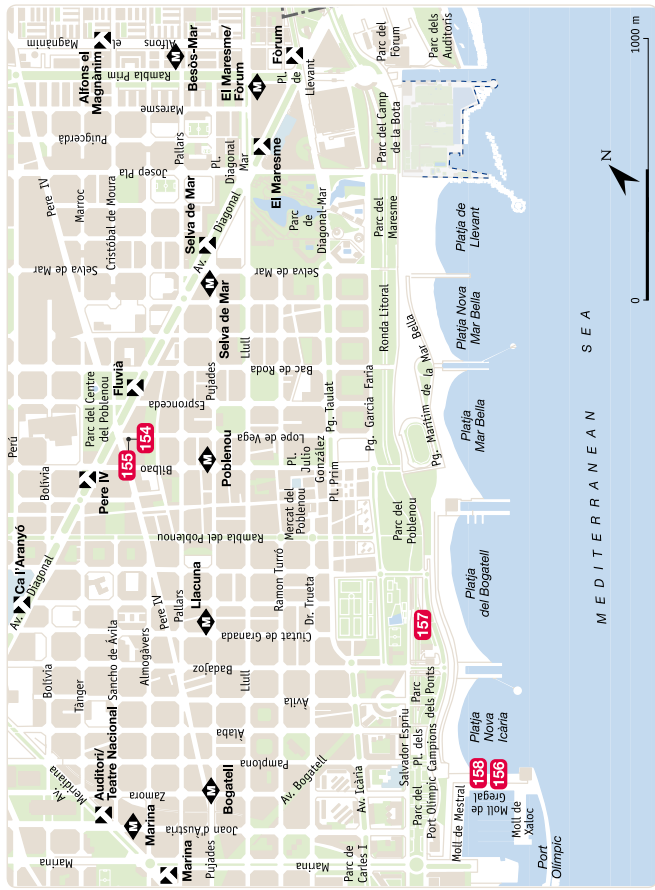 Magnànim
el
Alfons
Alfons el
Magnànim
Rambla Prim
M
Besòs-Mar
El Maresme/
Fòrum
M
Fòrum
Pl.
de
Llevant
Parc del
Fòrum
Parc dels
Auditoris
1000 m
0
N
Maresme
Puigcerdà
Pallars
Josep Pla
Pl.
Diagonal
Mar
El Maresme
Parc del Camp
de la Bota
Pere IV
Marroc
Cristóbal de Moura
Selva de Mar
Selva de Mar
Av.
Diagonal
Parc
de
Diagonal-Mar
Selva de Mar
Parc del
Maresme
Platja de
Llevant
M
Selva de Mar
Llull
Ronda Litoral
Platja Nova
Mar Bella
Perú
Parc del Centre
del Poblenou
Fluvià
Espronceda
Pujades
Bac de Roda
Pg. Taulat
Pg. Garcia Faria
Pg. Marítim de la Mar Bella
Platja
Mar Bella
Bolívia
155
154
Bilbao
M
Poblenou
Lope de Vega
Pl.
Julio
González
Pl. Prim
Pere IV
Rambla del Poblenou
Mercat del
Poblenou
Parc del
Poblenou
Ca l'Aranyó
Av.
Diagonal
Pere IV
Pallars
Llacuna
M
Ramon Turró
Dr. Trueta
Ciutat de Granada
157
Platja
del Bogatell
MEDITERRANEAN SEA
Bolívia
Tànger
Sancho de Ávila
Almogàvers
Badajoz
Llull
Àvila
Àlaba
Pamplona
Salvador Espriu
Parc
dels Ponts
Pl. dels
Campions
Parc del
Port Olímpic
Platja
Nova
Icària
Av.
Meridiana
Auditori/
Teatre Nacional
Zamora
M
Marina
M
Bogatell
Av. Bogatell
Av. Icària
158
156
Moll de Mestral
Moll de
Gregal
Moll de
Xaloc
Port
Olímpic
Marina
Marina
Joan d'Àustria
Pujades
Marina
Parc de
Carles I